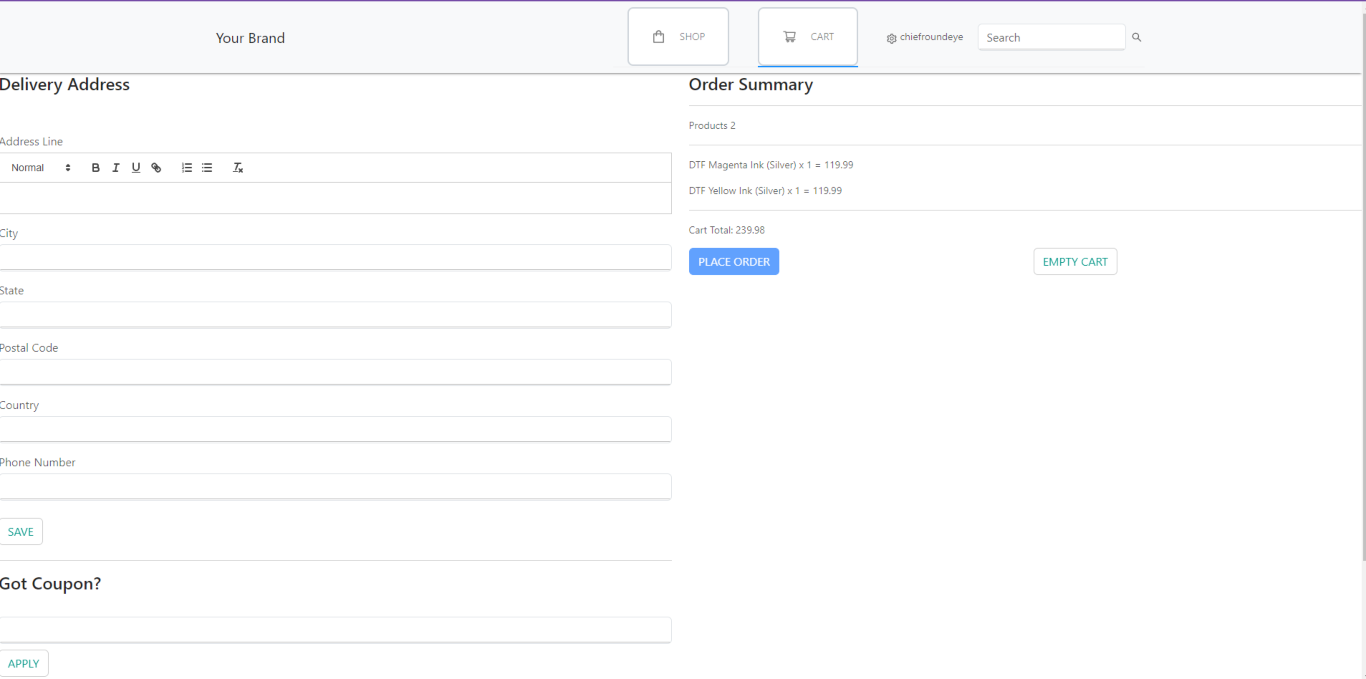 Your Brand
SHOP
CART
chiefroundeye
Search
Delivery Address
Address Line
Normal
B I U
City
State
Postal Code
Country
Phone Number
SAVE
Got Coupon?
APPLY
Order Summary
Products 2
DTF Magenta Ink (Silver) x 1 = 119.99
DTF Yellow Ink (Silver) x 1 = 119.99
Cart Total: 239.98
PLACE ORDER
EMPTY CART